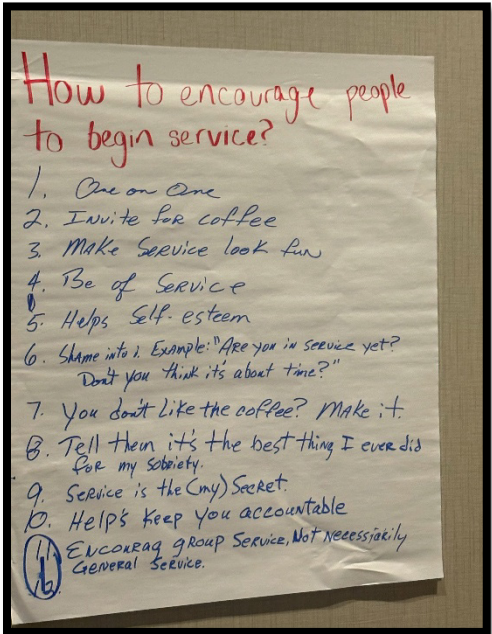 How to encourage people
to begin service?
1. One on One
2. Invite for coffee
3. Make Service look fun
4. Be of Service
5. Helps Self-esteem
6. Shame into i. Example: "Are you in service yet?
Don't you think it's about time?"
7. You don't Like the coffee? Make it.
8. Tell them it's the best thing I ever did
for my sobriety.
9. Service is the (my) Secret.
10. Help's Keep you accountable
11. Encourag group Service, Not necessiarily
General Service.
12.